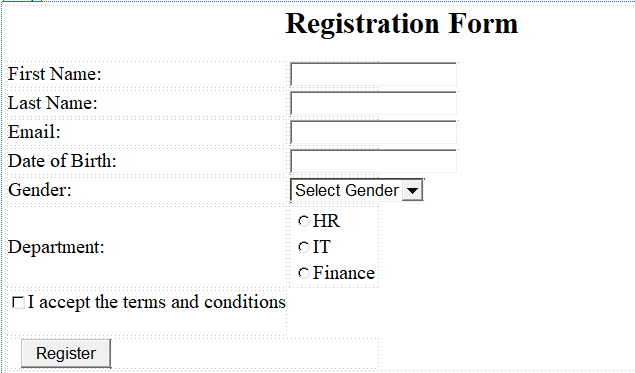 Registration Form
First Name:
Last Name:
Email:
Date of Birth:
Gender: Select Gender
HR
Department: IT
Finance
I accept the terms and conditions
Register